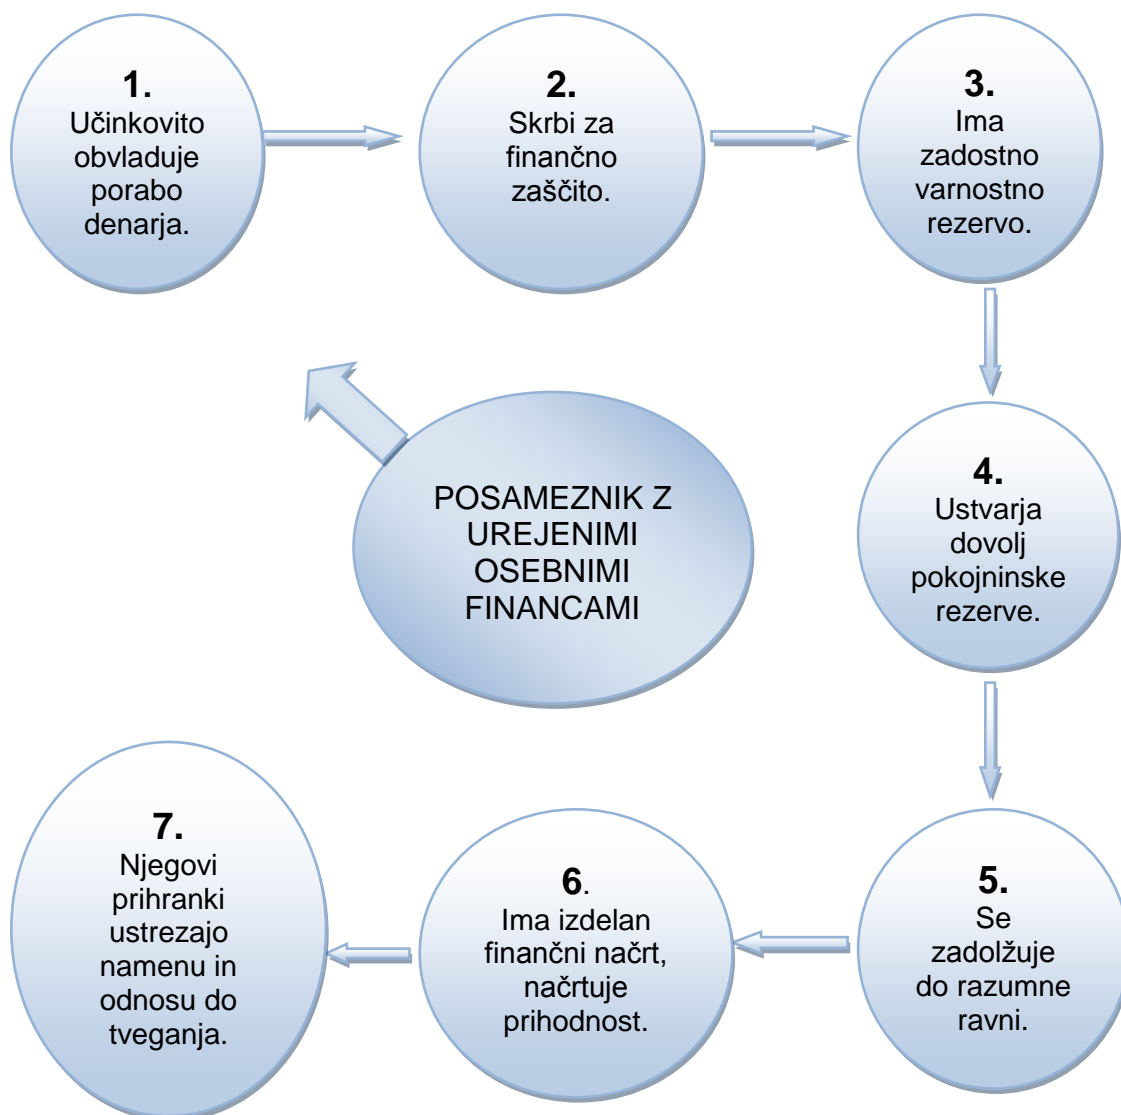 1.
Učinkovito
obvladuje
porabo
denarja.
2.
Skrbi za
finančno
zaščito.
3.
Ima
zadostno
varnostno
rezervo.
4.
Ustvarja
dovolj
pokojninske
rezerve.
POSAMEZNIK Z
UREJENIMI
OSEBNIMI
FINANCAMI
5.
Se
zadolžuje
do razumne
ravni.
6.
Ima izdelan
finančni načrt,
načrtuje
prihodnost.
7.
Njegovi
prihranki
ustrezajo
namenu in
odnosu do
tveganja.